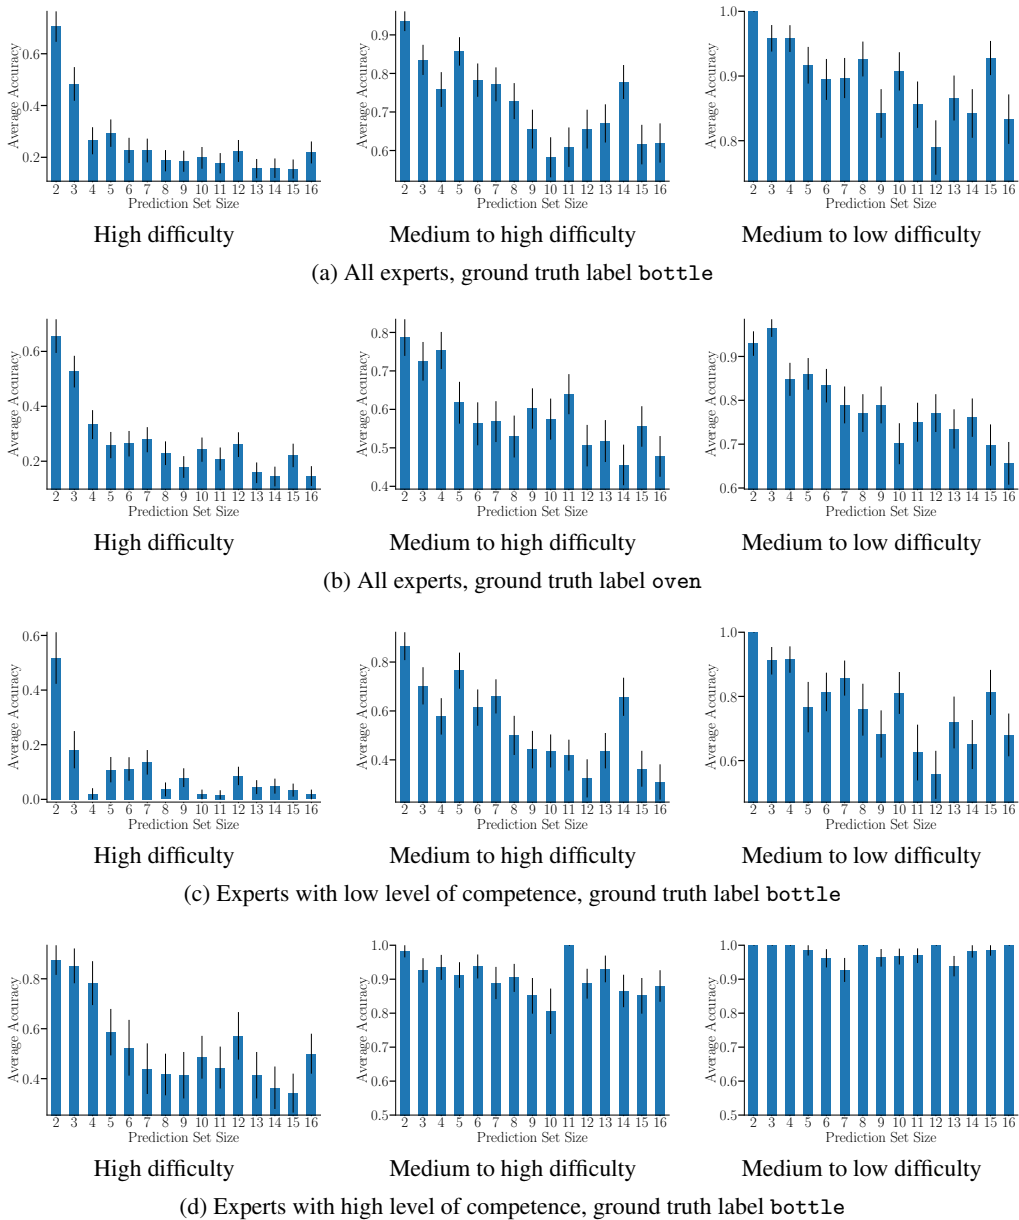 Average Accuracy
0.6
0.4
0.2
2 3 4 5 6 7 8 9 10 11 12 13 14 15 16
Prediction Set Size
High difficulty
Average Accuracy
0.9
0.8
0.7
0.6
2 3 4 5 6 7 8 9 10 11 12 13 14 15 16
Prediction Set Size
Medium to high difficulty
Average Accuracy
1.0
0.9
0.8
2 3 4 5 6 7 8 9 10 11 12 13 14 15 16
Prediction Set Size
Medium to low difficulty
(a) All experts, ground truth label bottle
Average Accuracy
0.6
0.4
0.2
2 3 4 5 6 7 8 9 10 11 12 13 14 15 16
Prediction Set Size
High difficulty
Average Accuracy
0.8
0.7
0.6
0.5
0.4
2 3 4 5 6 7 8 9 10 11 12 13 14 15 16
Prediction Set Size
Medium to high difficulty
Average Accuracy
0.9
0.8
0.7
0.6
2 3 4 5 6 7 8 9 10 11 12 13 14 15 16
Prediction Set Size
Medium to low difficulty
(b) All experts, ground truth label oven
Average Accuracy
0.6
0.4
0.2
0.0
2 3 4 5 6 7 8 9 10 11 12 13 14 15 16
Prediction Set Size
High difficulty
Average Accuracy
0.8
0.6
0.4
2 3 4 5 6 7 8 9 10 11 12 13 14 15 16
Prediction Set Size
Medium to high difficulty
Average Accuracy
1.0
0.8
0.6
2 3 4 5 6 7 8 9 10 11 12 13 14 15 16
Prediction Set Size
Medium to low difficulty
(c) Experts with low level of competence, ground truth label bottle
Average Accuracy
0.8
0.6
0.4
2 3 4 5 6 7 8 9 10 11 12 13 14 15 16
Prediction Set Size
High difficulty
Average Accuracy
1.0
0.9
0.8
0.7
0.6
0.5
2 3 4 5 6 7 8 9 10 11 12 13 14 15 16
Prediction Set Size
Medium to high difficulty
Average Accuracy
1.0
0.9
0.8
0.7
0.6
0.5
2 3 4 5 6 7 8 9 10 11 12 13 14 15 16
Prediction Set Size
Medium to low difficulty
(d) Experts with high level of competence, ground truth label bottle